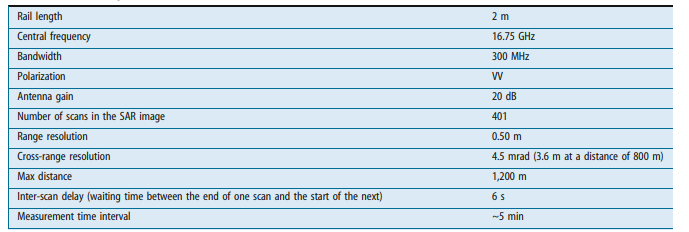 Rail length 2 m
Central frequency 16.75 GHz
Bandwidth 300 MHz
Polarization VV
Antenna gain 20 dB
Number of scans in the SAR image 401
Range resolution 0.50 m
Cross-range resolution 4.5 mrad (3.6 m at a distance of 800 m)
Max distance 1,200 m
Inter-scan delay (waiting time between the end of one scan and the start of the next) 6 s
Measurement time interval ~5 min